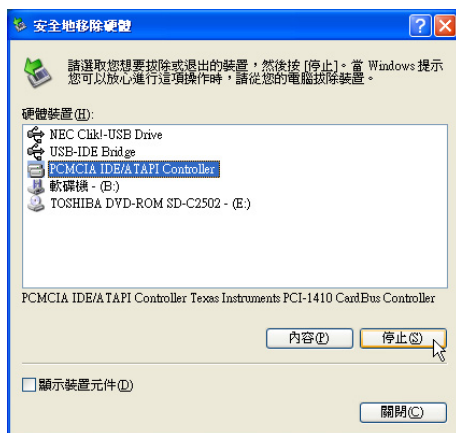 安全地移除硬體
請選取您想要拔除或退出的裝置，然後按 [停止]。當 Windows 提示
您可以放心進行這項操作時，請從您的電腦拔除裝置。
硬體裝置(H):
NEC Clik!-USB Drive
USB-IDE Bridge
PCMCIA IDE/ATAPI Controller
軟碟機 - (B:)
TOSHIBA DVD-ROM SD-C2502 - (E:)
PCMCIA IDE/ATAPI Controller Texas Instruments PCI-1410 CardBus Controller
內容(P) 停止(S)
顯示裝置元件(D)
關閉(C)